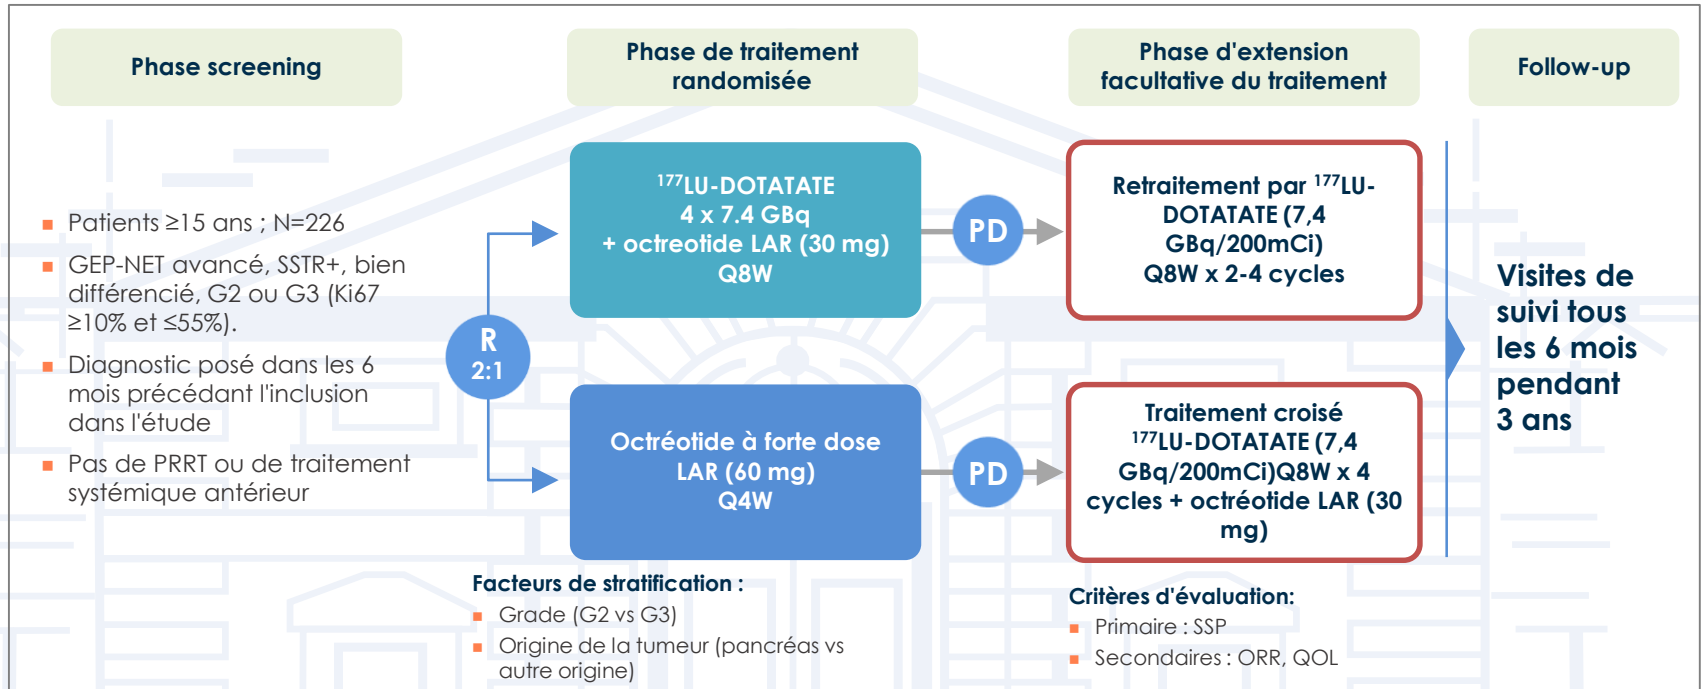 Phase screening
Phase de traitement
randomisée
Phase d'extension
facultative du traitement
Follow-up
■ Patients ≥15 ans ; N=226
■ GEP-NET avancé, SSTR+, bien
différencié, G2 ou G3 (Ki67
≥10% et ≤55%).
■ Diagnostic posé dans les 6
mois précédant l'inclusion
dans l'étude
■ Pas de PRRT ou de traitement
systémique antérieur
R
2:1
¹⁷⁷LU-DOTATATE
4 x 7.4 GBq
+ octreotide LAR (30 mg)
Q8W
PD
Retraitement par ¹⁷⁷LU-
DOTATATE (7,4
GBq/200mCi)
Q8W x 2-4 cycles
Octréotide à forte dose
LAR (60 mg)
Q4W
PD
Traitement croisé
¹⁷⁷LU-DOTATATE (7,4
GBq/200mCi)Q8W x 4
cycles + octréotide LAR (30
mg)
Visites de
suivi tous
les 6 mois
pendant
3 ans
Facteurs de stratification :
■ Grade (G2 vs G3)
■ Origine de la tumeur (pancréas vs
autre origine)
Critères d'évaluation:
■ Primaire : SSP
■ Secondaires : ORR, QOL